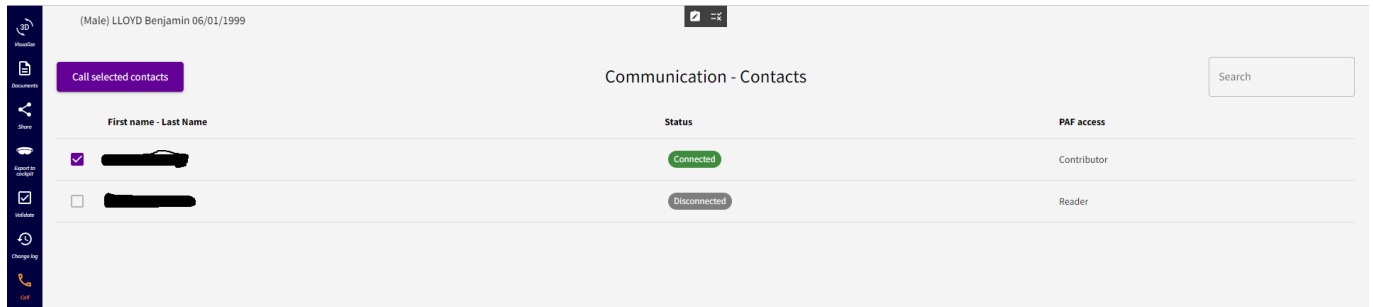 (Male) LLOYD Benjamin 06/01/1999
3D
Visualize
Documents
Share
Export to
cockpit
Validate
Change log
Call
Call selected contacts
Communication - Contacts
Search
First name - Last Name Status PAF access
Connected Contributor
Disconnected Reader